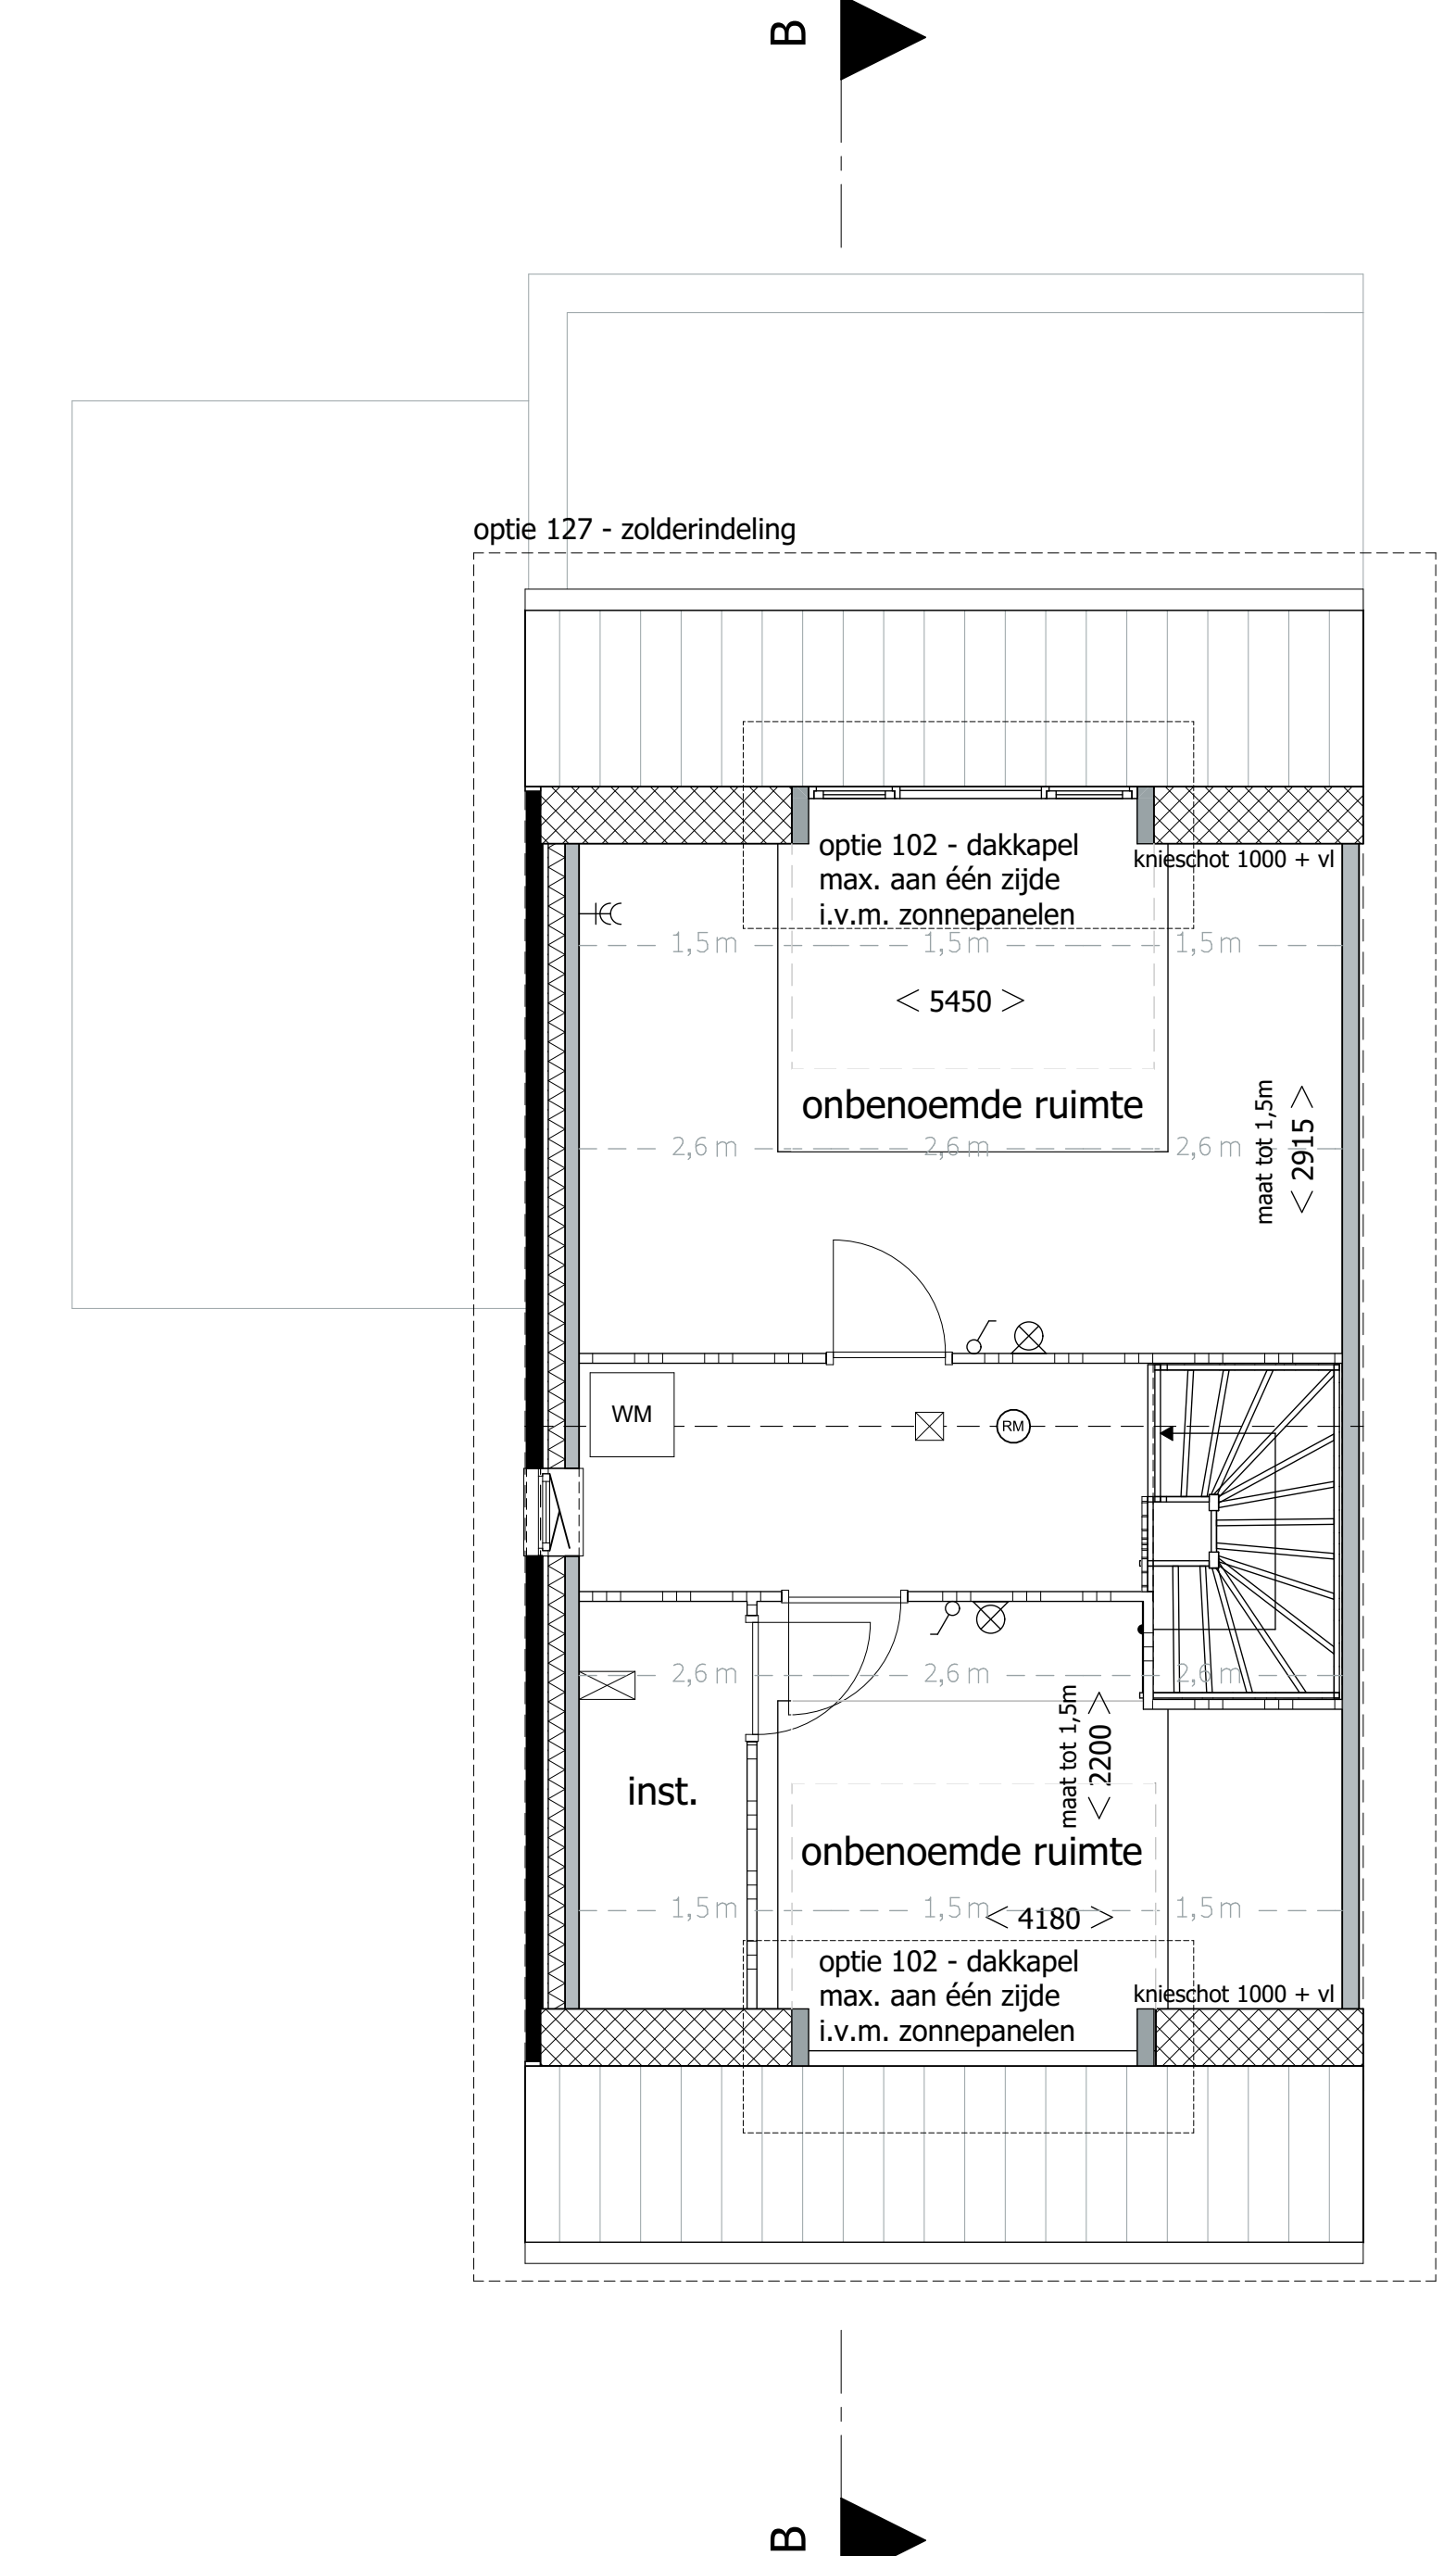 B
optie 127 - zolderindeling
optie 102 - dakkapel
max. aan één zijde
i.v.m. zonnepanelen
knieschot 1000 + vl
1,5 m 1,5 m 1,5 m
< 5450 >
onbenoemde ruimte
maat tot 1,5m
< 2915 >
2,6 m 2,6 m 2,6 m
WM
RM
2,6 m 2,6 m 2,6 m
maat tot 1,5m
< 2200 >
inst.
onbenoemde ruimte
1,5 m 1,5 m 1,5 m
< 4180 >
optie 102 - dakkapel
max. aan één zijde
i.v.m. zonnepanelen
knieschot 1000 + vl
B